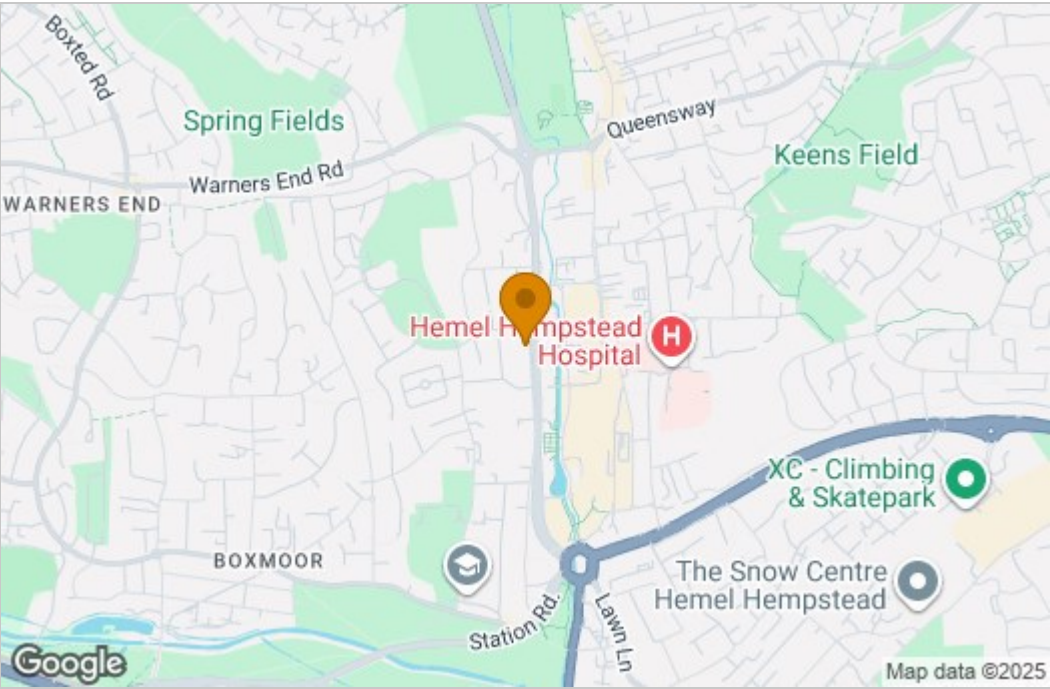 Boxted Rd
Spring Fields
Queensway
Keens Field
Warners End Rd
WARNERS END
Hemel Hempstead
Hospital
H
XC - Climbing
& Skatepark
BOXMOOR
The Snow Centre
Hemel Hempstead
Station Rd.
Lawn Ln
Google
Map data ©2025